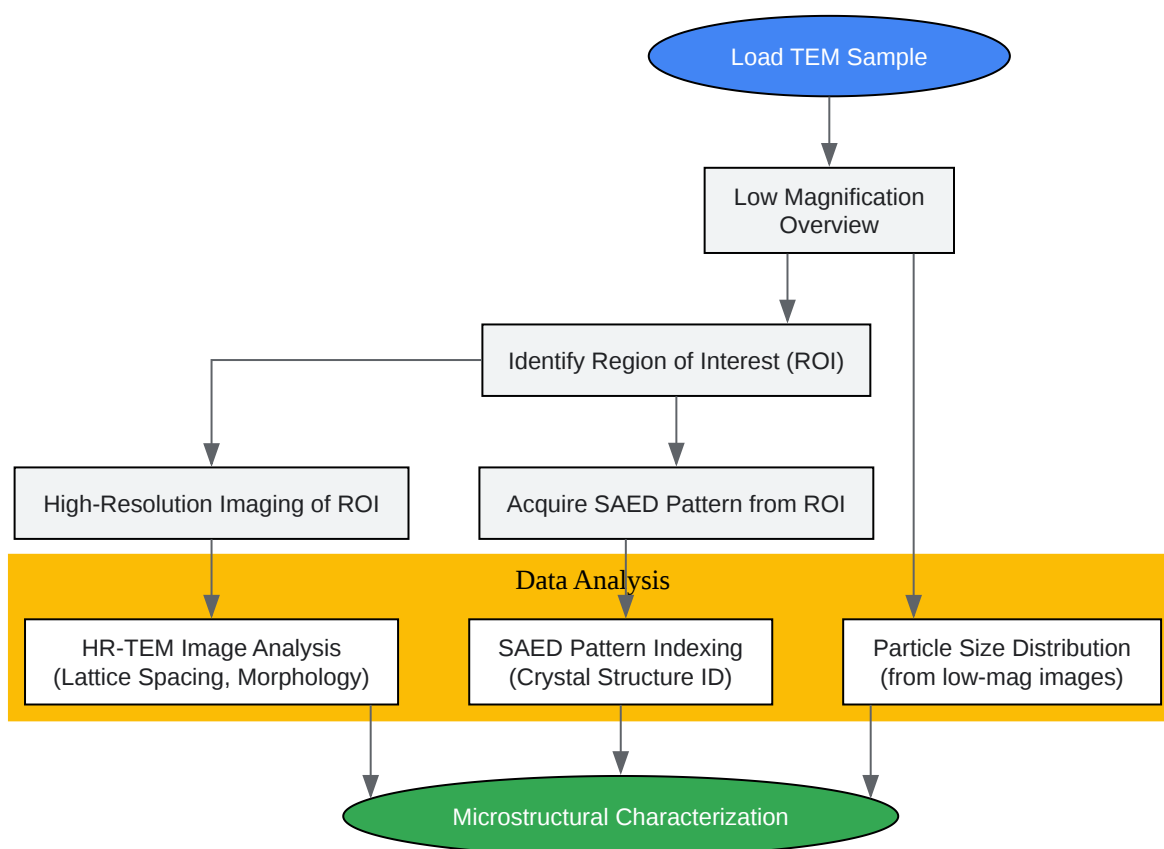 Load TEM Sample
Low Magnification
Overview
Identify Region of Interest (ROI)
High-Resolution Imaging of ROI
Acquire SAED Pattern from ROI
Data Analysis
HR-TEM Image Analysis
(Lattice Spacing, Morphology)
SAED Pattern Indexing
(Crystal Structure ID)
Particle Size Distribution
(from low-mag images)
Microstructural Characterization